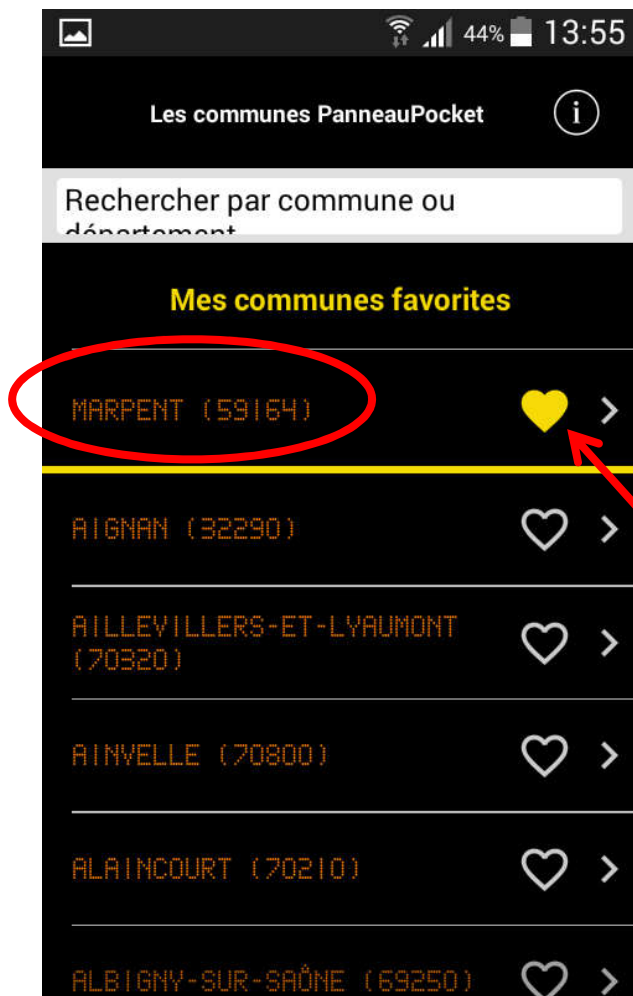 44% 13:55
Les communes PanneauPocket i
Rechercher par commune ou
département
Mes communes favorites
MARPENT (59164)
AIGNAN (32290)
AILLEVILLERS-ET-LYAUMONT
(70320)
AINVELLE (70800)
ALAINCOURT (70210)
ALBIGNY-SUR-SAÔNE (69250)